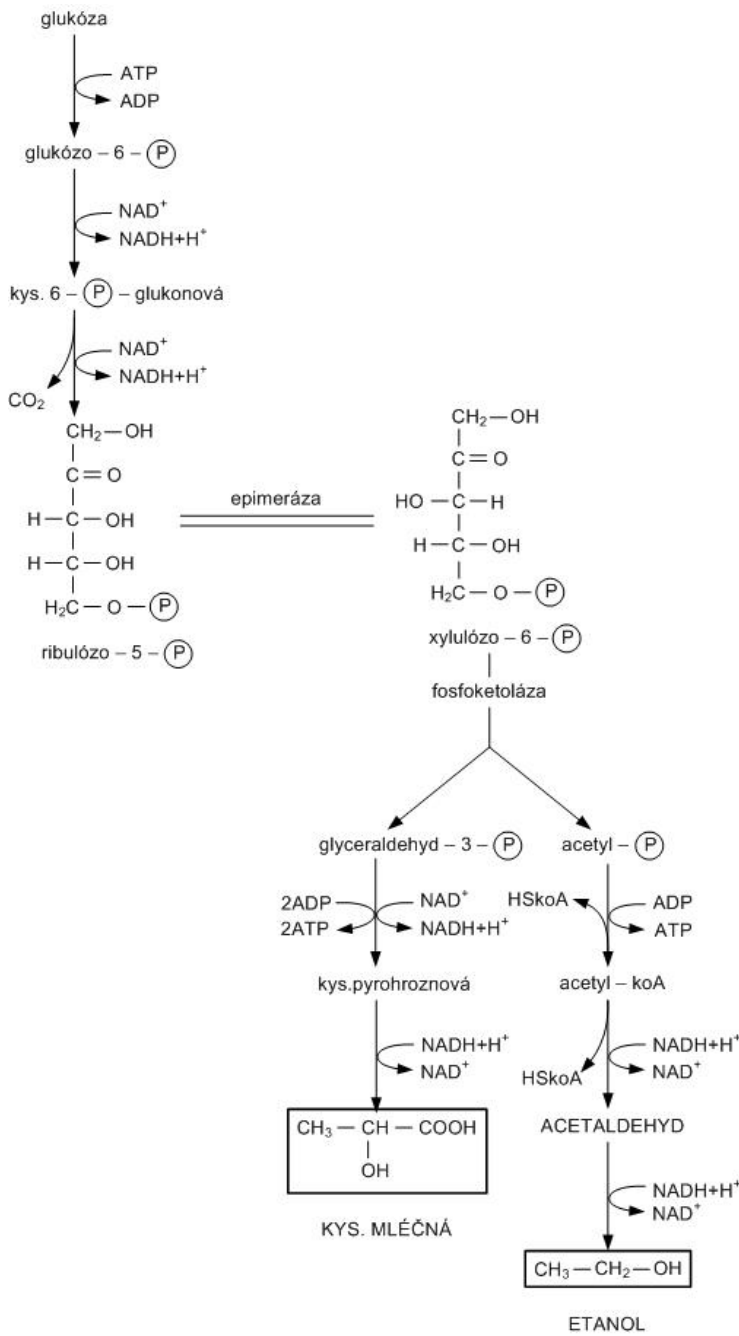 glukóza
ATP
ADP
glukózo – 6 – P
NAD+
NADH+H+
kys. 6 – P – glukonová
NAD+
NADH+H+
CO2
CH2 — OH
C = O
H — C — OH
H — C — OH
H2C — O — P
ribulózo – 5 – P
epimeráza
CH2 — OH
C = O
HO — C — H
H — C — OH
H2C — O — P
xylulózo – 6 – P
fosfoketoláza
glyceraldehyd – 3 – P
2ADP
2ATP
NAD+
NADH+H+
kys.pyrohroznová
NADH+H+
NAD+
CH3 — CH — COOH
OH
KYS. MLÉČNÁ
acetyl – P
HSkoA
ADP
ATP
acetyl – koA
HSkoA
NADH+H+
NAD+
ACETALDEHYD
NADH+H+
NAD+
CH3 — CH2 — OH
ETANOL